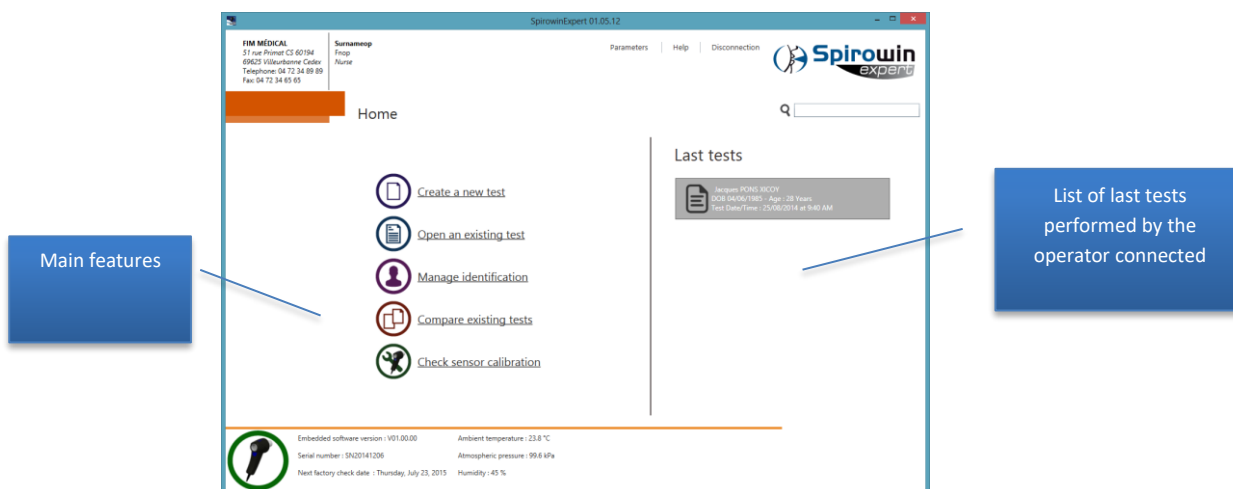 SpirowinExpert 01.05.12
FIM MÉDICAL
51 rue Primat CS 60194
69625 Villeurbanne Cedex
Telephone: 04 72 34 89 89
Fax: 04 72 34 65 65
Surnameop
Fnop
Nurse
Parameters
Help
Disconnection
Spirowin
expert
Home
Last tests
Jacques PONS XICOY
DOB 04/06/1985 - Age : 28 Years
Test Date/Time : 25/08/2014 at 9:40 AM
Create a new test
Open an existing test
Manage identification
Compare existing tests
Check sensor calibration
Main features
List of last tests
performed by the
operator connected
Embedded software version : V01.00.00
Serial number : SN20141206
Next factory check date : Thursday, July 23, 2015
Ambient temperature : 23.8 °C
Atmospheric pressure : 99.6 kPa
Humidity : 45 %